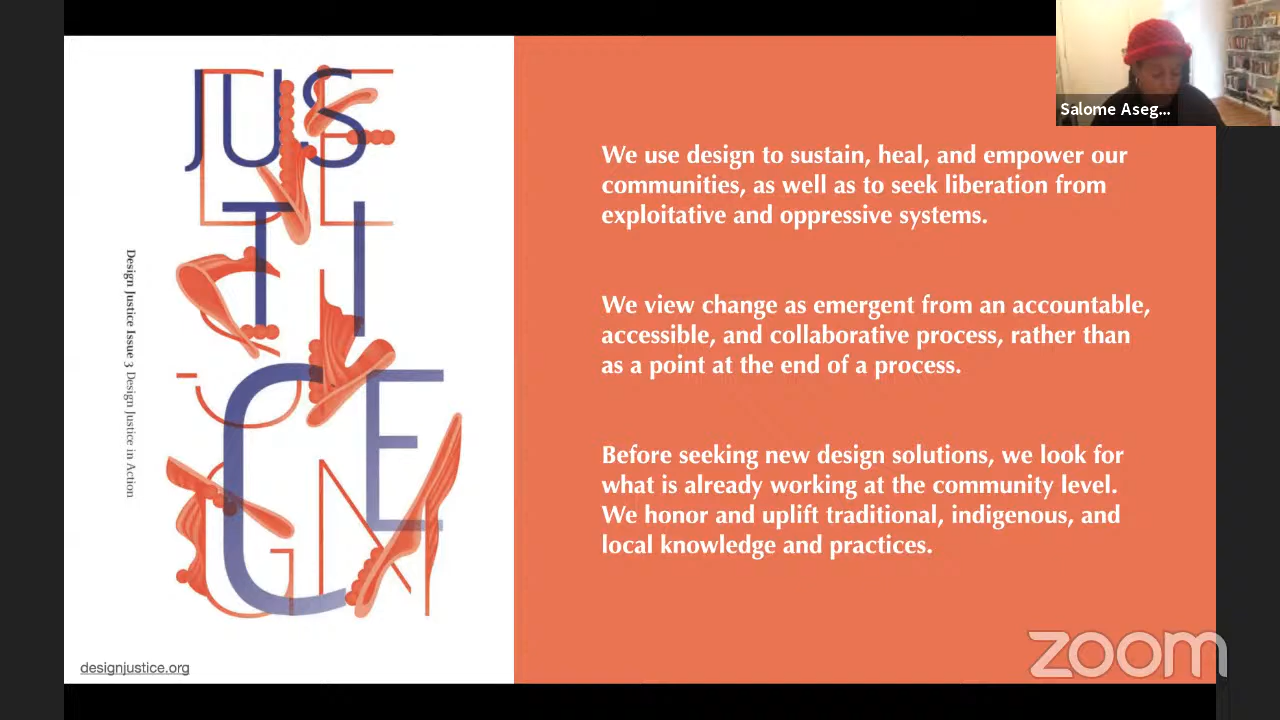 JUSTICE
DESIGN
Design Justice Issue 3 Design Justice in Action
designjustice.org
We use design to sustain, heal, and empower our
communities, as well as to seek liberation from
exploitative and oppressive systems.
We view change as emergent from an accountable,
accessible, and collaborative process, rather than
as a point at the end of a process.
Before seeking new design solutions, we look for
what is already working at the community level.
We honor and uplift traditional, indigenous, and
local knowledge and practices.
Salome Aseg...
zoom